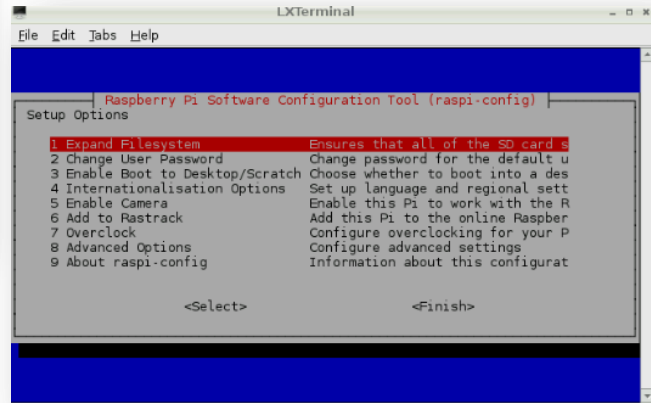 LXTerminal
File Edit Tabs Help
Raspberry Pi Software Configuration Tool (raspi-config)
Setup Options
1 Expand Filesystem Ensures that all of the SD card s
2 Change User Password Change password for the default u
3 Enable Boot to Desktop/Scratch Choose whether to boot into a des
4 Internationalisation Options Set up language and regional sett
5 Enable Camera Enable this Pi to work with the R
6 Add to Rastrack Add this Pi to the online Raspber
7 Overclock Configure overclocking for your P
8 Advanced Options Configure advanced settings
9 About raspi-config Information about this configurat
<Select> <Finish>